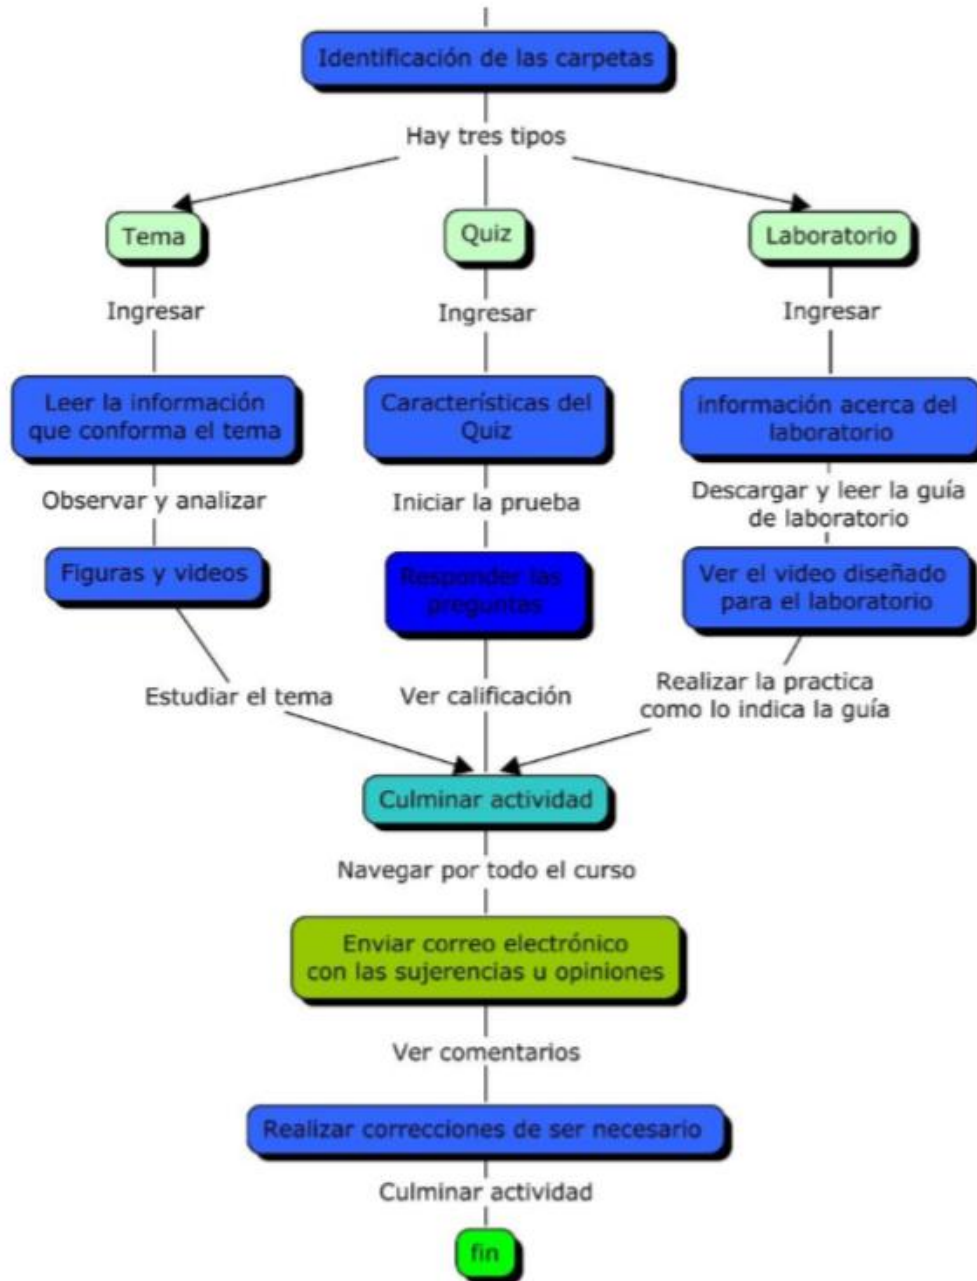 Identificación de las carpetas
Hay tres tipos
Tema
Quiz
Laboratorio
Ingresar
Ingresar
Ingresar
Leer la información
que conforma el tema
Características del
Quiz
información acerca del
laboratorio
Observar y analizar
Iniciar la prueba
Descargar y leer la guía
de laboratorio
Figuras y videos
Responder las
preguntas
Ver el video diseñado
para el laboratorio
Estudiar el tema
Ver calificación
Realizar la practica
como lo indica la guía
Culminar actividad
Navegar por todo el curso
Enviar correo electrónico
con las sujerencias u opiniones
Ver comentarios
Realizar correcciones de ser necesario
Culminar actividad
fin